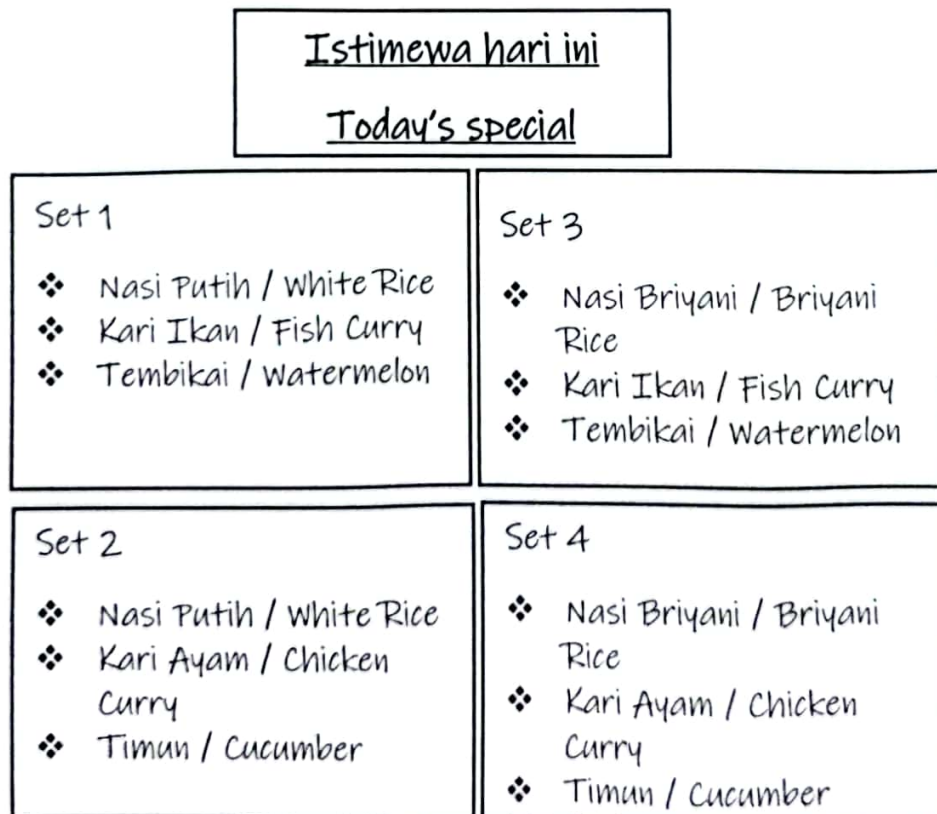 Istimewa hari ini
Today's special
Set 1
❖ Nasi Putih / White Rice
❖ Kari Ikan / Fish Curry
❖ Tembikai / Watermelon
Set 3
❖ Nasi Briyani / Briyani
Rice
❖ Kari Ikan / Fish Curry
❖ Tembikai / Watermelon
Set 2
❖ Nasi Putih / White Rice
❖ Kari Ayam / Chicken
Curry
❖ Timun / Cucumber
Set 4
❖ Nasi Briyani / Briyani
Rice
❖ Kari Ayam / Chicken
Curry
❖ Timun / Cucumber